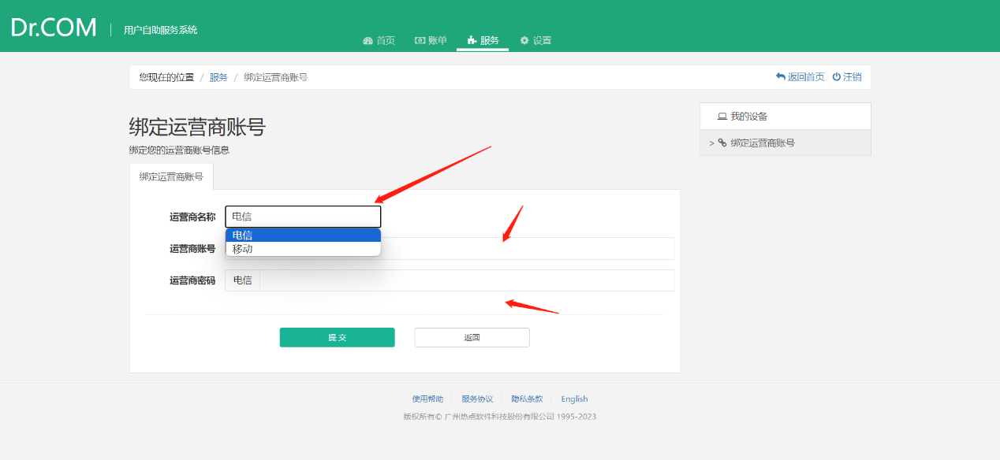 Dr.COM | 用户自助服务系统
首页 账单 服务 设置
您现在的位置 / 服务 / 绑定运营商账号
返回首页 注销
绑定运营商账号
绑定您的运营商账号信息
绑定运营商账号
运营商名称 电信
电信
移动
运营商账号
运营商密码 电信
提 交 返回
我的设备
> 绑定运营商账号
使用帮助 服务协议 隐私条款 English
版权所有© 广州热点软件科技股份有限公司 1995-2023